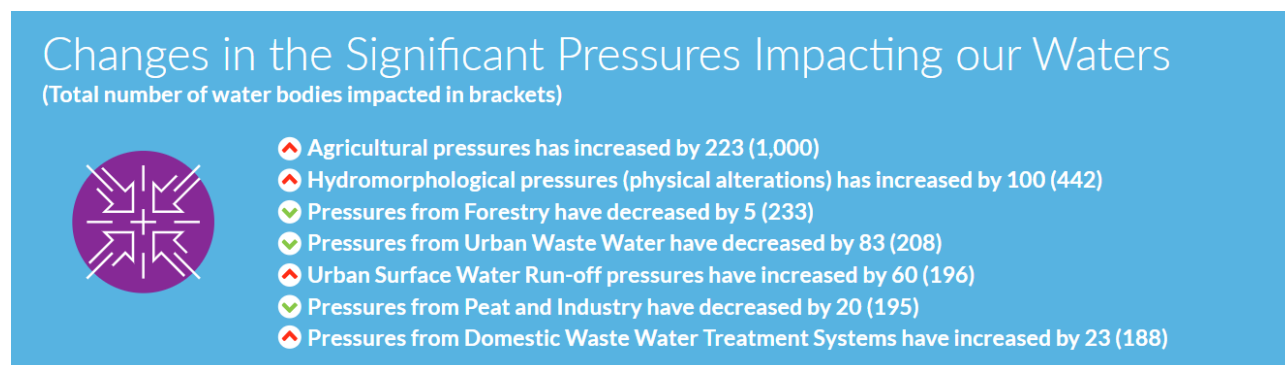 Changes in the Significant Pressures Impacting our Waters
(Total number of water bodies impacted in brackets)
Agricultural pressures has increased by 223 (1,000)
Hydromorphological pressures (physical alterations) has increased by 100 (442)
Pressures from Forestry have decreased by 5 (233)
Pressures from Urban Waste Water have decreased by 83 (208)
Urban Surface Water Run-off pressures have increased by 60 (196)
Pressures from Peat and Industry have decreased by 20 (195)
Pressures from Domestic Waste Water Treatment Systems have increased by 23 (188)